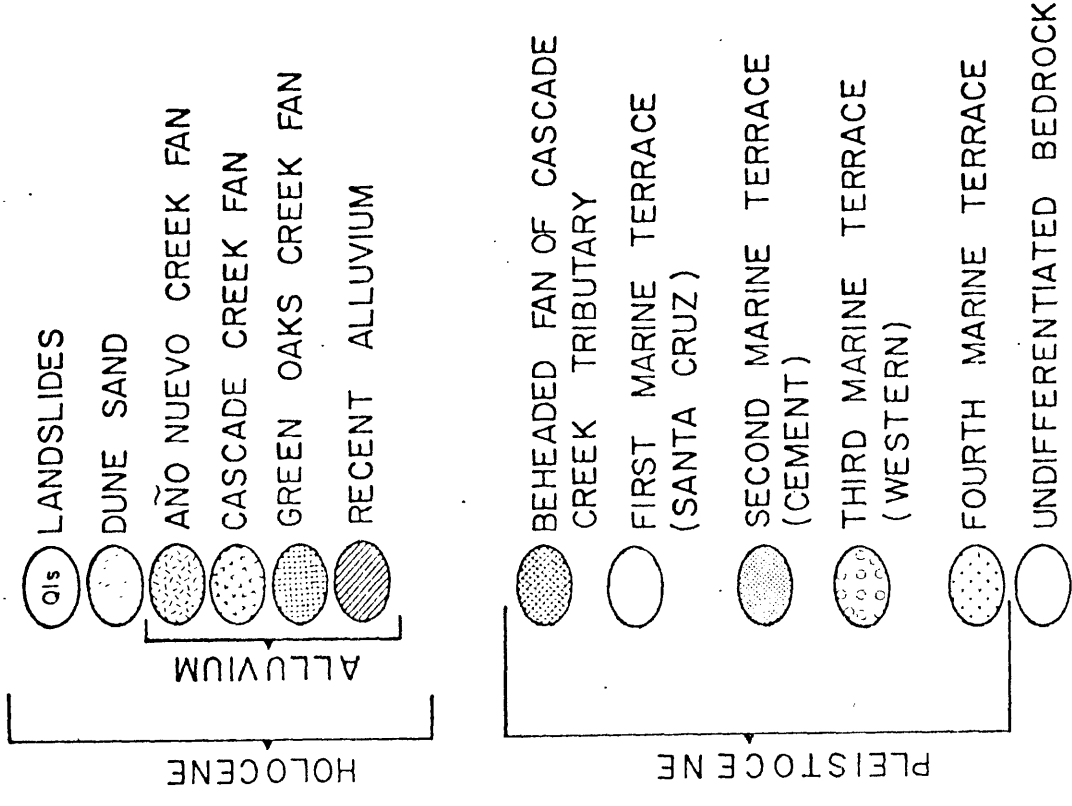 HOLOCENE
ALLUVIUM
Qls LANDSLIDES
DUNE SAND
AÑO NUEVO CREEK FAN
CASCADE CREEK FAN
GREEN OAKS CREEK FAN
RECENT ALLUVIUM
PLEISTOCENE
BEHEADED FAN OF CASCADE
CREEK TRIBUTARY
FIRST MARINE TERRACE
(SANTA CRUZ)
SECOND MARINE TERRACE
(CEMENT)
THIRD MARINE TERRACE
(WESTERN)
FOURTH MARINE TERRACE
UNDIFFERENTIATED BEDROCK